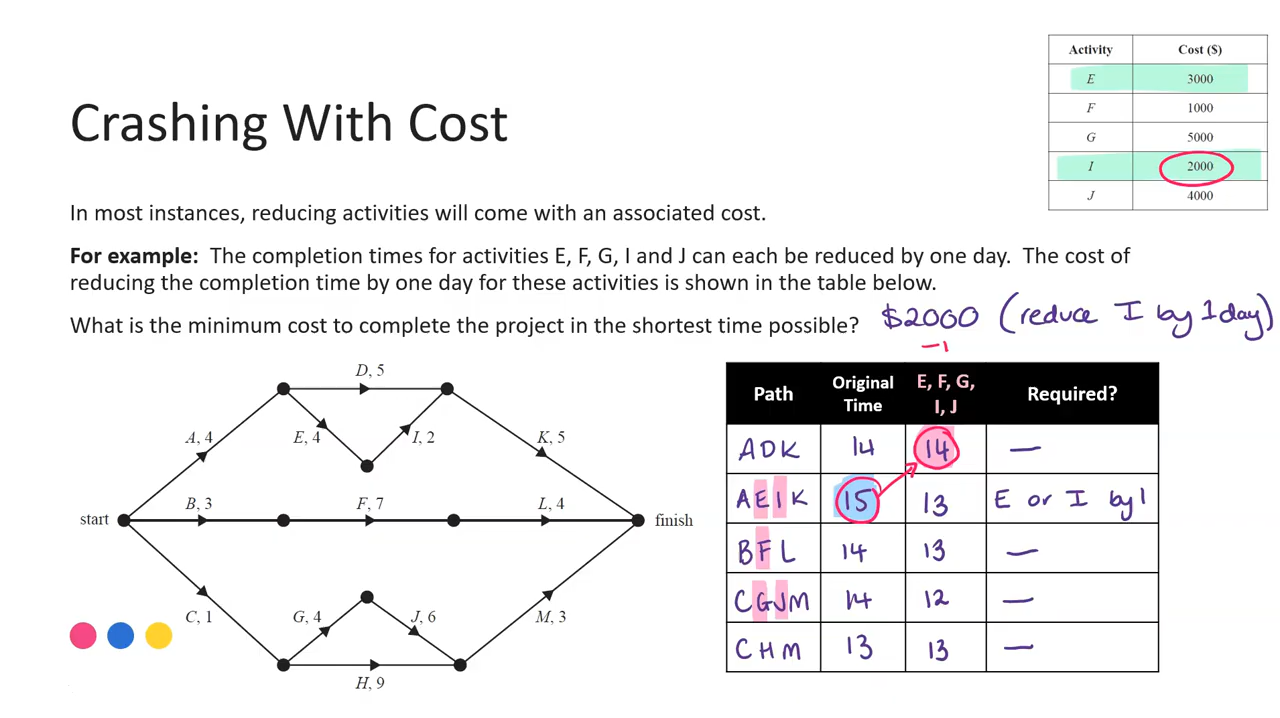 Activity Cost ($)
E 3000
F 1000
G 5000
I 2000
J 4000
Crashing With Cost
In most instances, reducing activities will come with an associated cost.
For example: The completion times for activities E, F, G, I and J can each be reduced by one day. The cost of
reducing the completion time by one day for these activities is shown in the table below.
What is the minimum cost to complete the project in the shortest time possible? $2000 (reduce I by 1 day)
-1
D, 5
A, 4
E, 4
I, 2
K, 5
B, 3
F, 7
L, 4
start
finish
C, 1
G, 4
J, 6
M, 3
H, 9
Path Original Time E, F, G, I, J Required?
ADK 14 14 —
AEIK 15 13 E or I by 1
BFL 14 13 —
CGJM 14 12 —
CHM 13 13 —